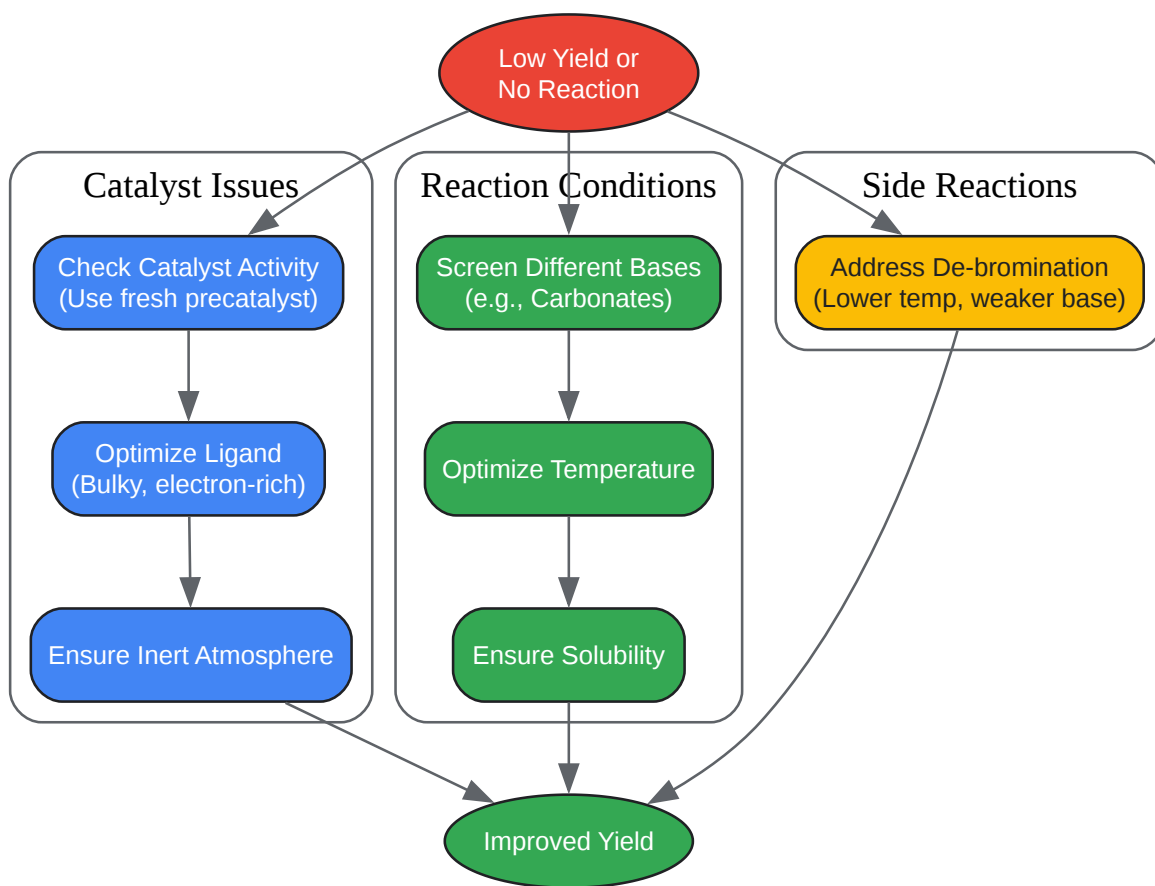 Low Yield or
No Reaction
Catalyst Issues
Check Catalyst Activity
(Use fresh precatalyst)
Optimize Ligand
(Bulky, electron-rich)
Ensure Inert Atmosphere
Reaction Conditions
Screen Different Bases
(e.g., Carbonates)
Optimize Temperature
Ensure Solubility
Side Reactions
Address De-bromination
(Lower temp, weaker base)
Improved Yield